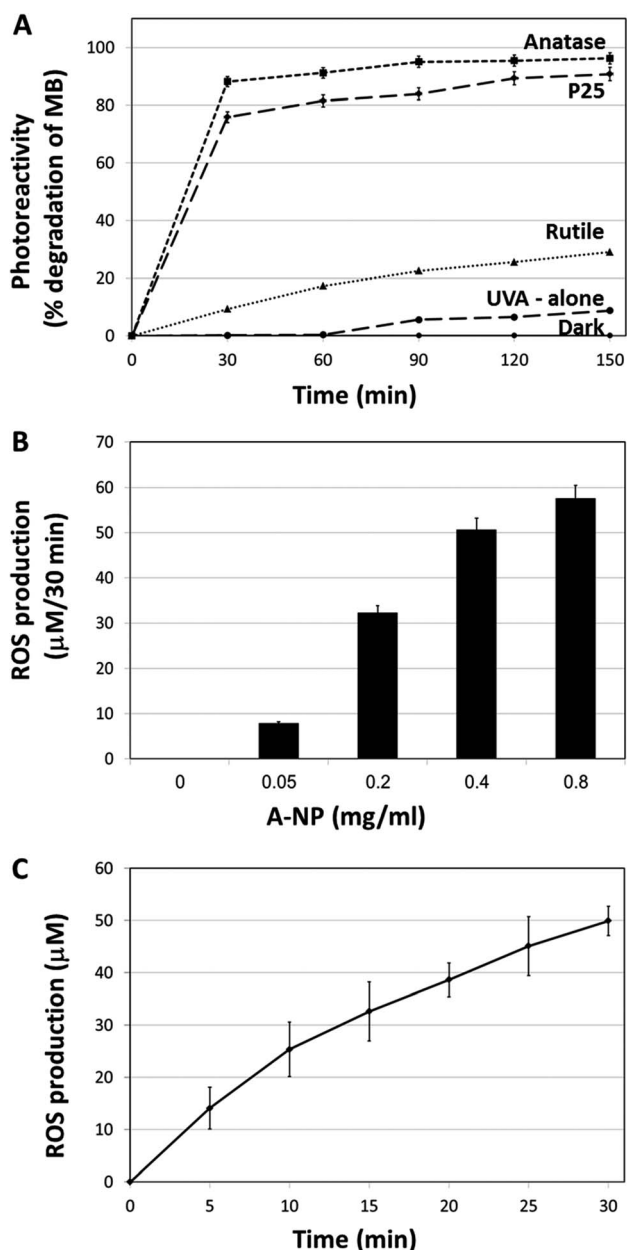 A
Photoreactivity
(% degradation of MB)
100
80
60
40
20
0
Anatase
P25
Rutile
UVA - alone
Dark
0 30 60 90 120 150
Time (min)
B
ROS production
(μM/30 min)
70
60
50
40
30
20
10
0
0 0.05 0.2 0.4 0.8
A-NP (mg/ml)
C
ROS production (μM)
60
50
40
30
20
10
0
0 5 10 15 20 25 30
Time (min)